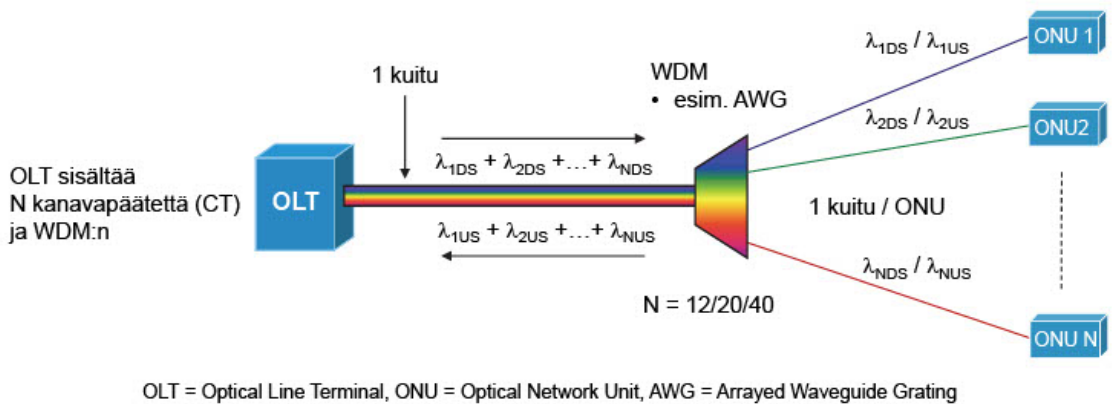 ONU 1
λ1DS / λ1US
1 kuitu
WDM
• esim. AWG
ONU2
λ2DS / λ2US
λ1DS + λ2DS +…+ λNDS
OLT sisältää
N kanavapäätettä (CT)
ja WDM:n
OLT
1 kuitu / ONU
λ1US + λ2US +…+ λNUS
λNDS / λNUS
N = 12/20/40
ONU N
OLT = Optical Line Terminal, ONU = Optical Network Unit, AWG = Arrayed Waveguide Grating